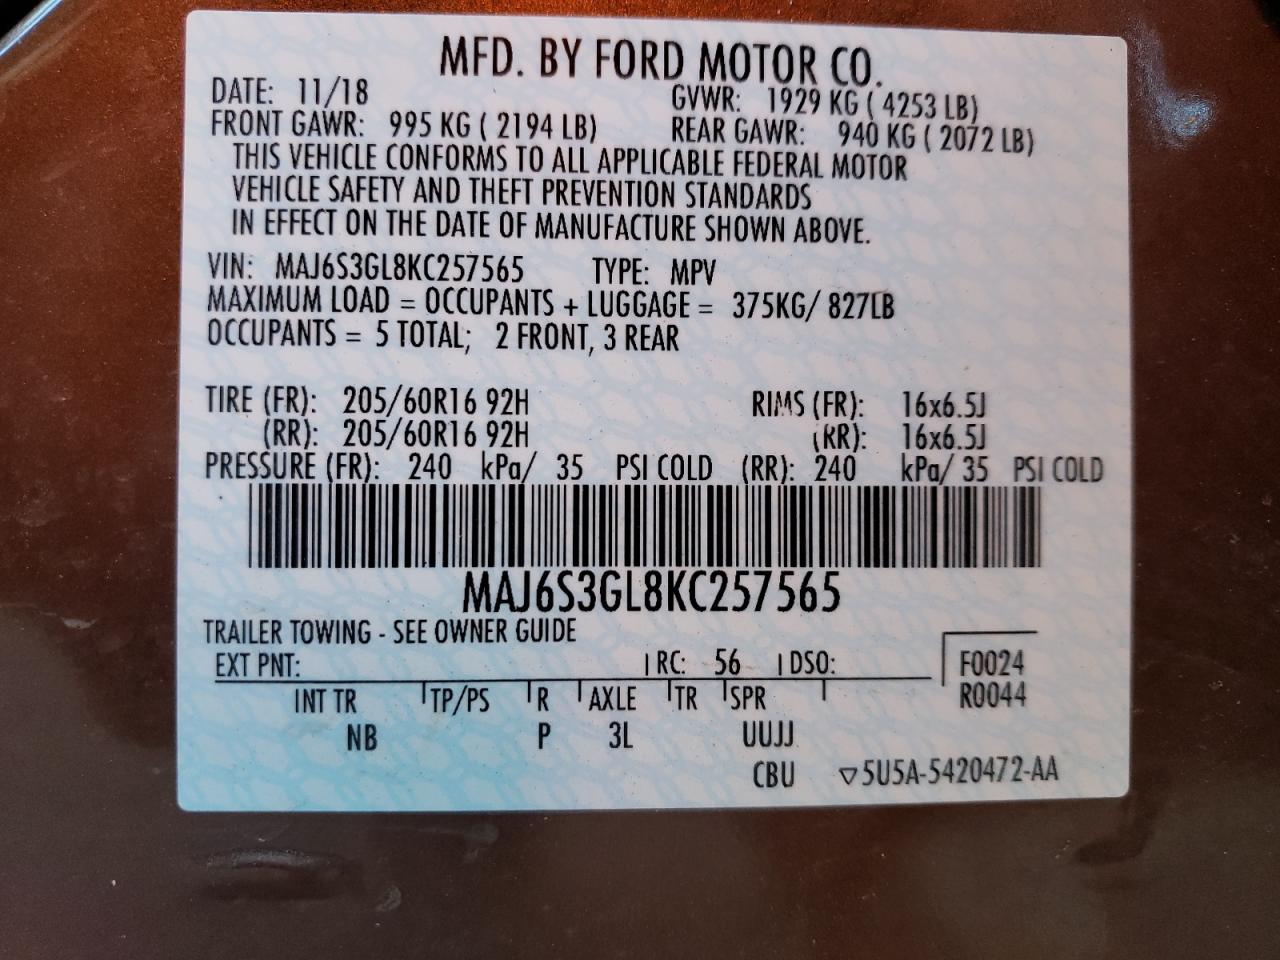 MFD. BY FORD MOTOR CO.
DATE: 11/18 GVWR: 1929 KG ( 4253 LB)
FRONT GAWR: 995 KG ( 2194 LB) REAR GAWR: 940 KG ( 2072 LB)
THIS VEHICLE CONFORMS TO ALL APPLICABLE FEDERAL MOTOR
VEHICLE SAFETY AND THEFT PREVENTION STANDARDS
IN EFFECT ON THE DATE OF MANUFACTURE SHOWN ABOVE.
VIN: MAJ6S3GL8KC257565 TYPE: MPV
MAXIMUM LOAD = OCCUPANTS + LUGGAGE = 375KG/ 827LB
OCCUPANTS = 5 TOTAL; 2 FRONT, 3 REAR
TIRE (FR): 205/60R16 92H RIMS (FR): 16x6.5J
(RR): 205/60R16 92H (RR): 16x6.5J
PRESSURE (FR): 240 kPa/ 35 PSI COLD (RR): 240 kPa/ 35 PSI COLD
MAJ6S3GL8KC257565
TRAILER TOWING - SEE OWNER GUIDE
EXT PNT: RC: 56 DSO: F0024
INT TR TP/PS R AXLE TR SPR R0044
NB P 3L UUJJ
CBU ▽5U5A-5420472-AA